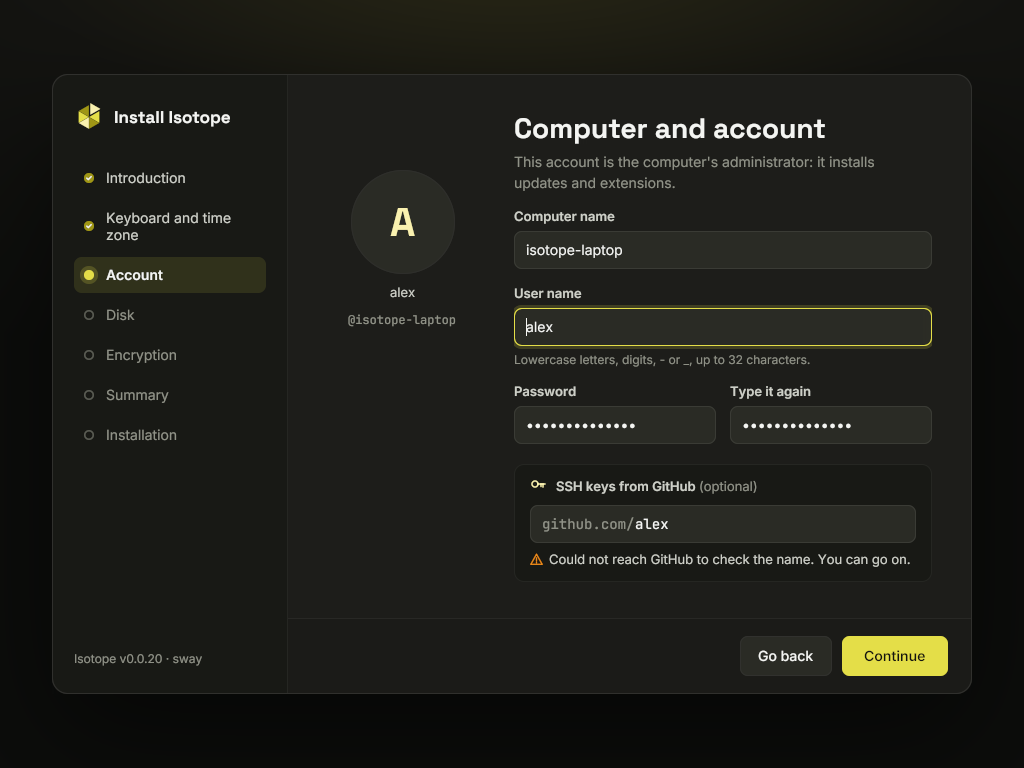 Install Isotope
Introduction
Keyboard and time
zone
Account
Disk
Encryption
Summary
Installation
Isotope v0.0.20 · sway
A
alex
@isotope-laptop
Computer and account
This account is the computer's administrator: it installs
updates and extensions.
Computer name
isotope-laptop
User name
alex
Lowercase letters, digits, - or _, up to 32 characters.
Password
Type it again
••••••••••••••
••••••••••••••
SSH keys from GitHub (optional)
github.com/alex
Could not reach GitHub to check the name. You can go on.
Go back
Continue